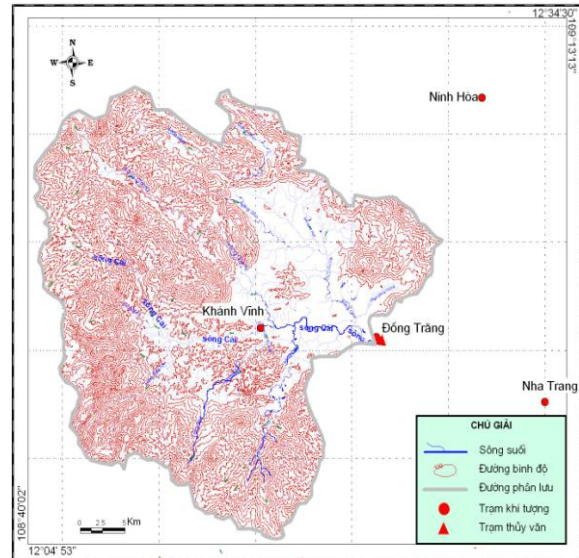 12°34'30"
109°13'13"
N
W E
S
Ninh Hòa
sông Cái
sông Cái
Khánh Vĩnh
sông Cái
sông Cái
sông
Đồng Trăng
Nha Trang
CHÚ GIẢI
Sông suối
Đường bình độ
Đường phân lưu
Trạm khí tượng
Trạm thủy văn
0 2.5 5 Km
108°40'02"
12°04'53"